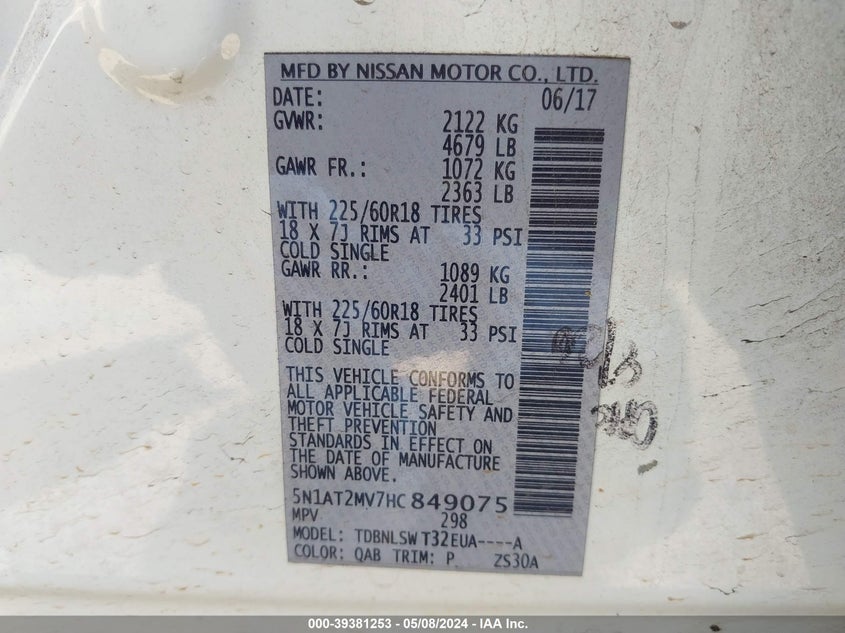 MFD BY NISSAN MOTOR CO., LTD.
DATE: 06/17
GVWR: 2122 KG
4679 LB
GAWR FR.: 1072 KG
2363 LB
WITH 225/60R18 TIRES
18 X 7J RIMS AT 33 PSI
COLD SINGLE
GAWR RR.: 1089 KG
2401 LB
WITH 225/60R18 TIRES
18 X 7J RIMS AT 33 PSI
COLD SINGLE
THIS VEHICLE CONFORMS TO
ALL APPLICABLE FEDERAL
MOTOR VEHICLE SAFETY AND
THEFT PREVENTION
STANDARDS IN EFFECT ON
THE DATE OF MANUFACTURE
SHOWN ABOVE.
5N1AT2MV7HC849075
MPV 298
MODEL: TDBNLSW T32EUA----A
COLOR: QAB TRIM: P ZS30A
000-39381253 - 05/08/2024 - IAA Inc.